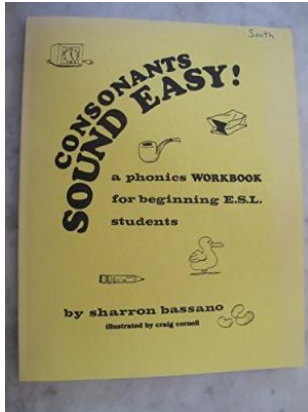 South
CONSONANTS
SOUND EASY!
a phonics WORKBOOK
for beginning E.S.L.
students
by sharron bassano
illustrated by craig cornell